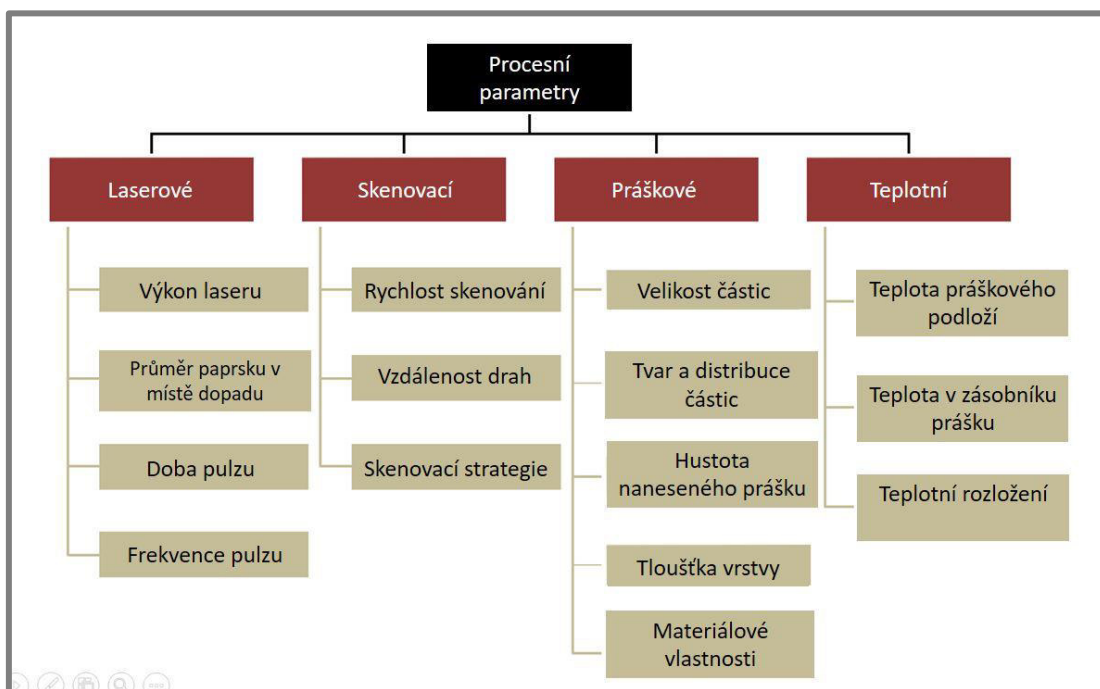 Procesní
parametry
Laserové
Skenovací
Práškové
Teplotní
Výkon laseru
Průměr paprsku v
místě dopadu
Doba pulzu
Frekvence pulzu
Rychlost skenování
Vzdálenost drah
Skenovací strategie
Velikost částic
Tvar a distribuce
částic
Hustota
naneseného prášku
Tloušťka vrstvy
Materiálové
vlastnosti
Teplota práškového
podloží
Teplota v zásobníku
prášku
Teplotní rozložení